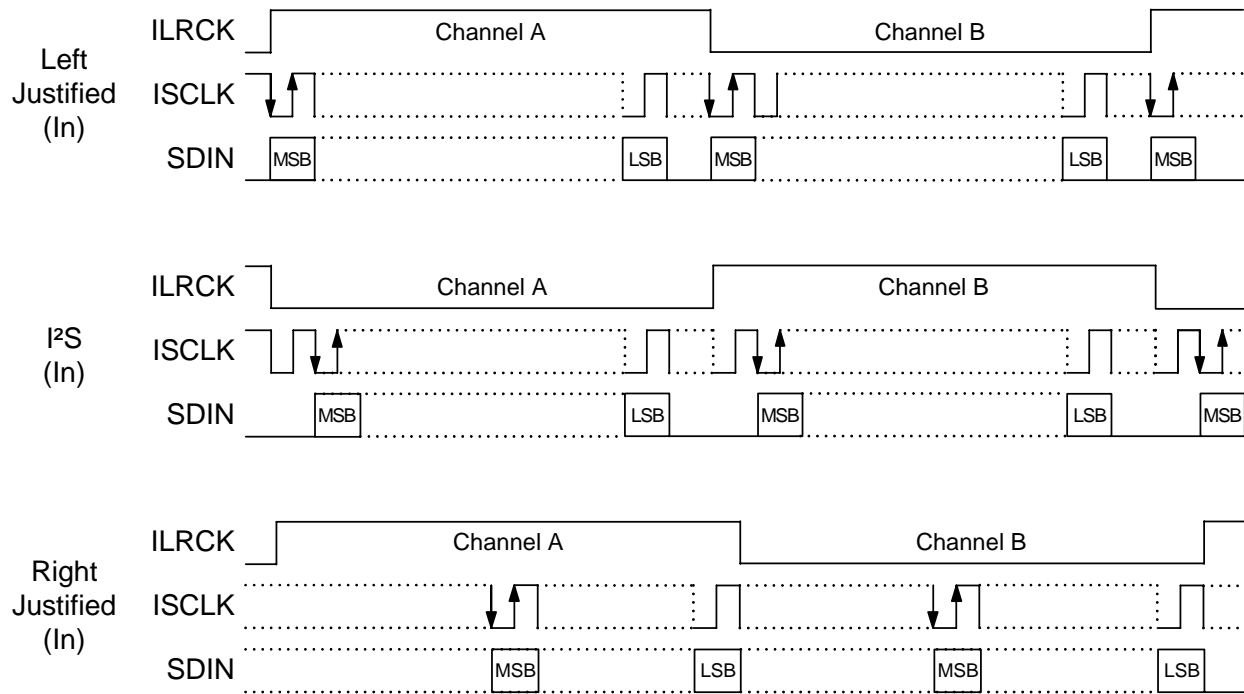 Left
Justified
(In)
ILRCK Channel A Channel B
ISCLK
SDIN MSB LSB MSB LSB MSB
I²S
(In)
ILRCK Channel A Channel B
ISCLK
SDIN MSB LSB MSB LSB MSB
Right
Justified
(In)
ILRCK Channel A Channel B
ISCLK
SDIN MSB LSB MSB LSB